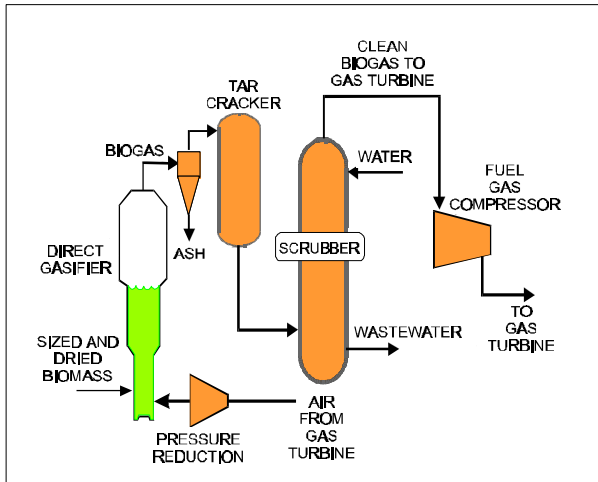 CLEAN
BIOGAS TO
GAS TURBINE
TAR
CRACKER
BIOGAS
WATER
FUEL
GAS
COMPRESSOR
DIRECT
GASIFIER
ASH
SCRUBBER
SIZED AND
DRIED
BIOMASS
WASTEWATER
TO
GAS
TURBINE
PRESSURE
REDUCTION
AIR
FROM
GAS
TURBINE